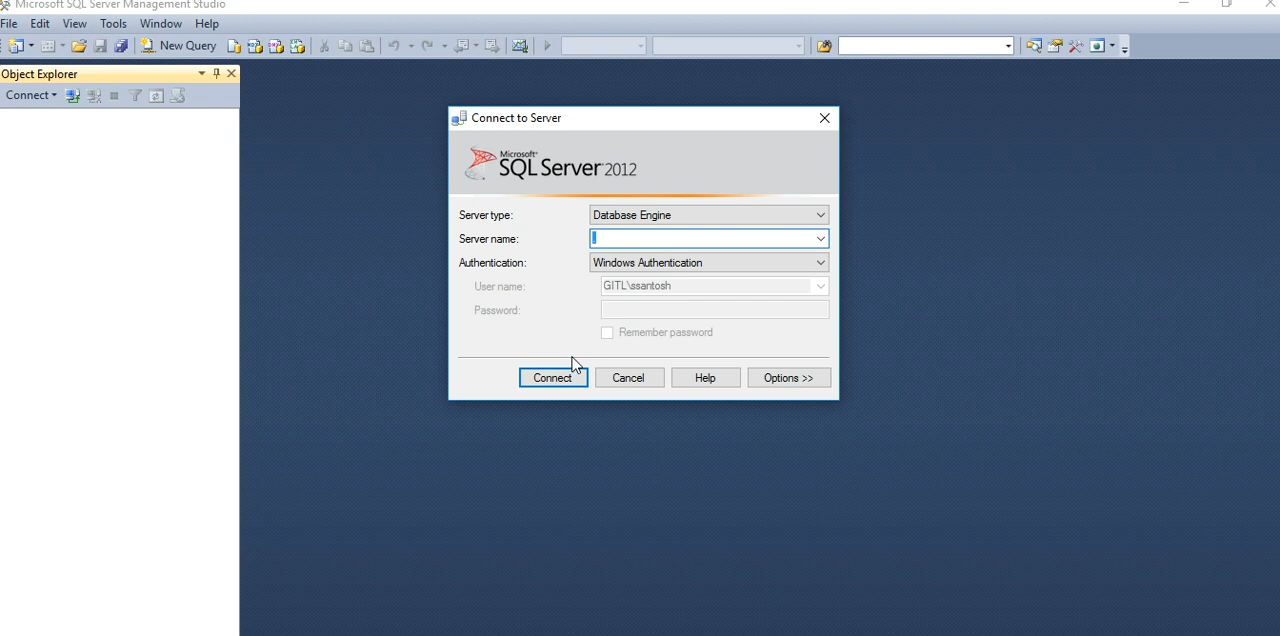 Microsoft SQL Server Management Studio
File Edit View Tools Window Help
New Query
Object Explorer
Connect
Connect to Server
Microsoft®
SQL Server 2012
Server type: Database Engine
Server name: .
Authentication: Windows Authentication
User name: GITL\ssantosh
Password:
Remember password
Connect Cancel Help Options >>